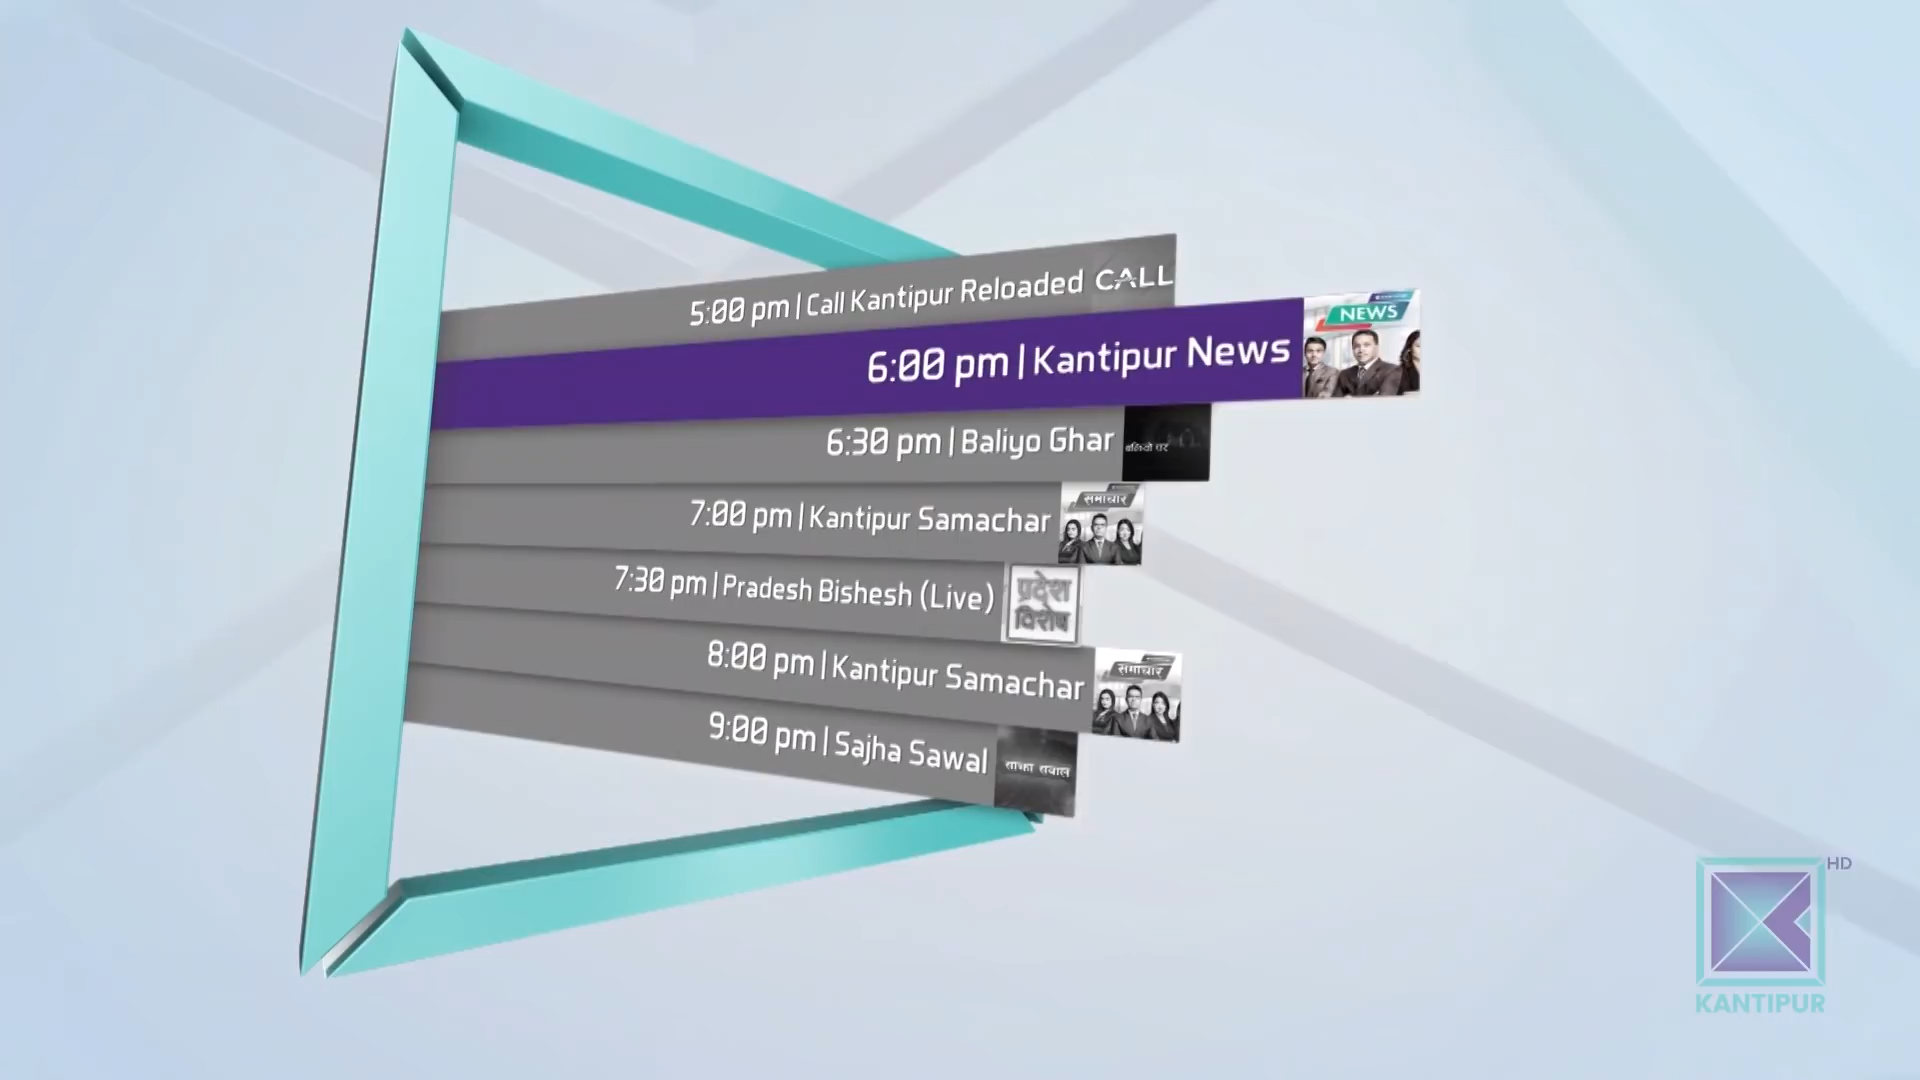 5:00 pm | Call Kantipur Reloaded CALL
6:00 pm | Kantipur News NEWS
6:30 pm | Baliyo Ghar बलियो घर
7:00 pm | Kantipur Samachar समाचार
7:30 pm | Pradesh Bishesh (Live) प्रदेश विशेष
8:00 pm | Kantipur Samachar समाचार
9:00 pm | Sajha Sawal साझा सवाल
HD
KANTIPUR